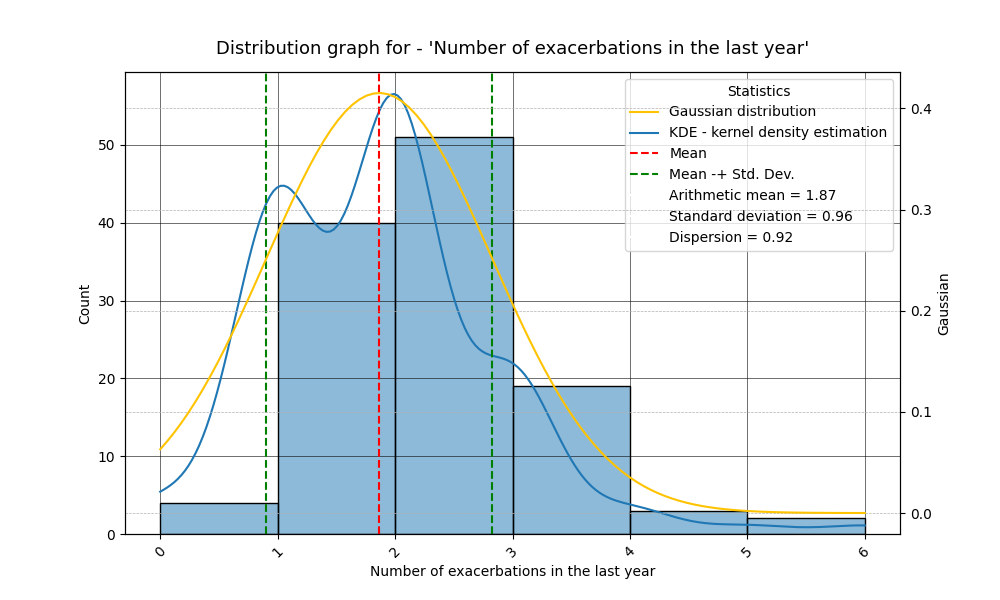 Distribution graph for - 'Number of exacerbations in the last year'
Statistics
Gaussian distribution
KDE - kernel density estimation
Mean
Mean -+ Std. Dev.
Arithmetic mean = 1.87
Standard deviation = 0.96
Dispersion = 0.92
Count
50
40
30
20
10
0
0.4
0.3
0.2
0.1
0.0
Gaussian
0 1 2 3 4 5 6
Number of exacerbations in the last year